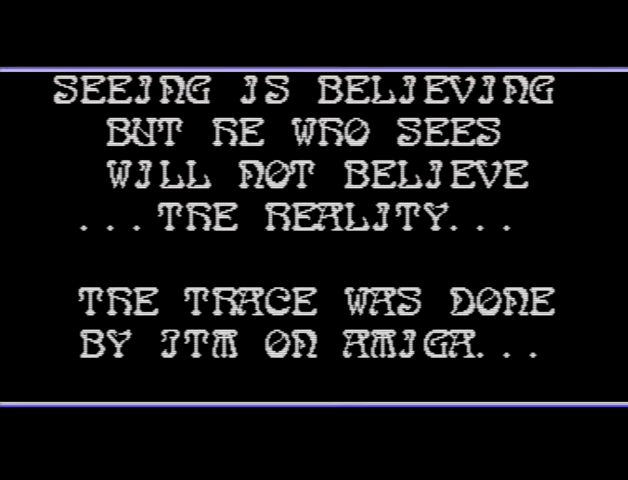 SEEING IS BELIEVING
BUT HE WHO SEES
WILL NOT BELIEVE
...THE REALITY...
THE TRACE WAS DONE
BY JTM ON AMIGA...